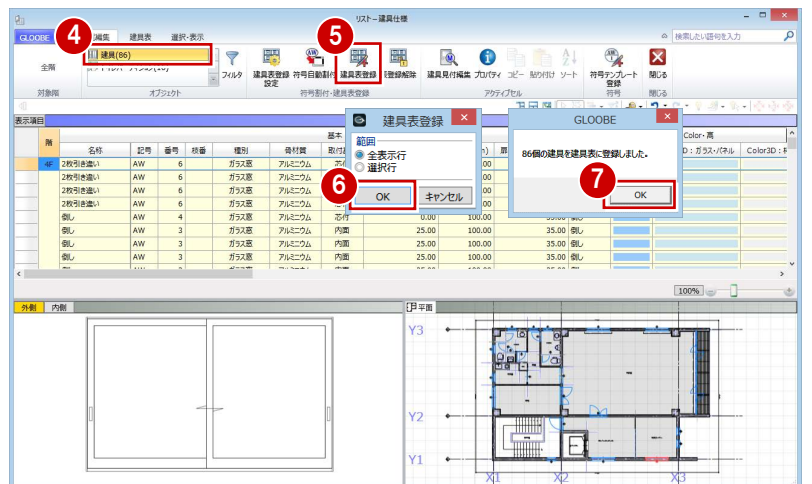 リスト – 建具仕様
GLOOBE
4
編集
建具表
選択・表示
検索したい語句を入力
建具(86)
5
全階
フィルタ
建具表登録 設定
符号自動割付
建具表登録
建具見付編集
プロパティ
コピー
貼り付け
ソート
符号テンプレート 登録
閉じる
対象階
オブジェクト
符号割付・建具表登録
アクティブセル
符号
閉じる
表示項目
階
基本
Color・高
名称
記号
番号
枝番
種別
骨材質
4F 2枚引き違い AW 6 ガラス窓 アルミニウム
2枚引き違い AW 6 ガラス窓 アルミニウム
2枚引き違い AW 6 ガラス窓 アルミニウム
2枚引き違い AW 6 ガラス窓 アルミニウム
倒し AW 4 ガラス窓 アルミニウム 芯付 0.00 100.00 35.00 倒し
倒し AW 3 ガラス窓 アルミニウム 内面 25.00 100.00 35.00 倒し
倒し AW 3 ガラス窓 アルミニウム 内面 25.00 100.00 35.00 倒し
倒し AW 3 ガラス窓 アルミニウム 内面 25.00 100.00 35.00 倒し
建具表登録
範囲
全表示行
選択行
6
OK
キャンセル
GLOOBE
86個の建具を建具表に登録しました。
7
OK
100%
外側
内側
平面
Y3
Y2
Y1
X1
X2
X3